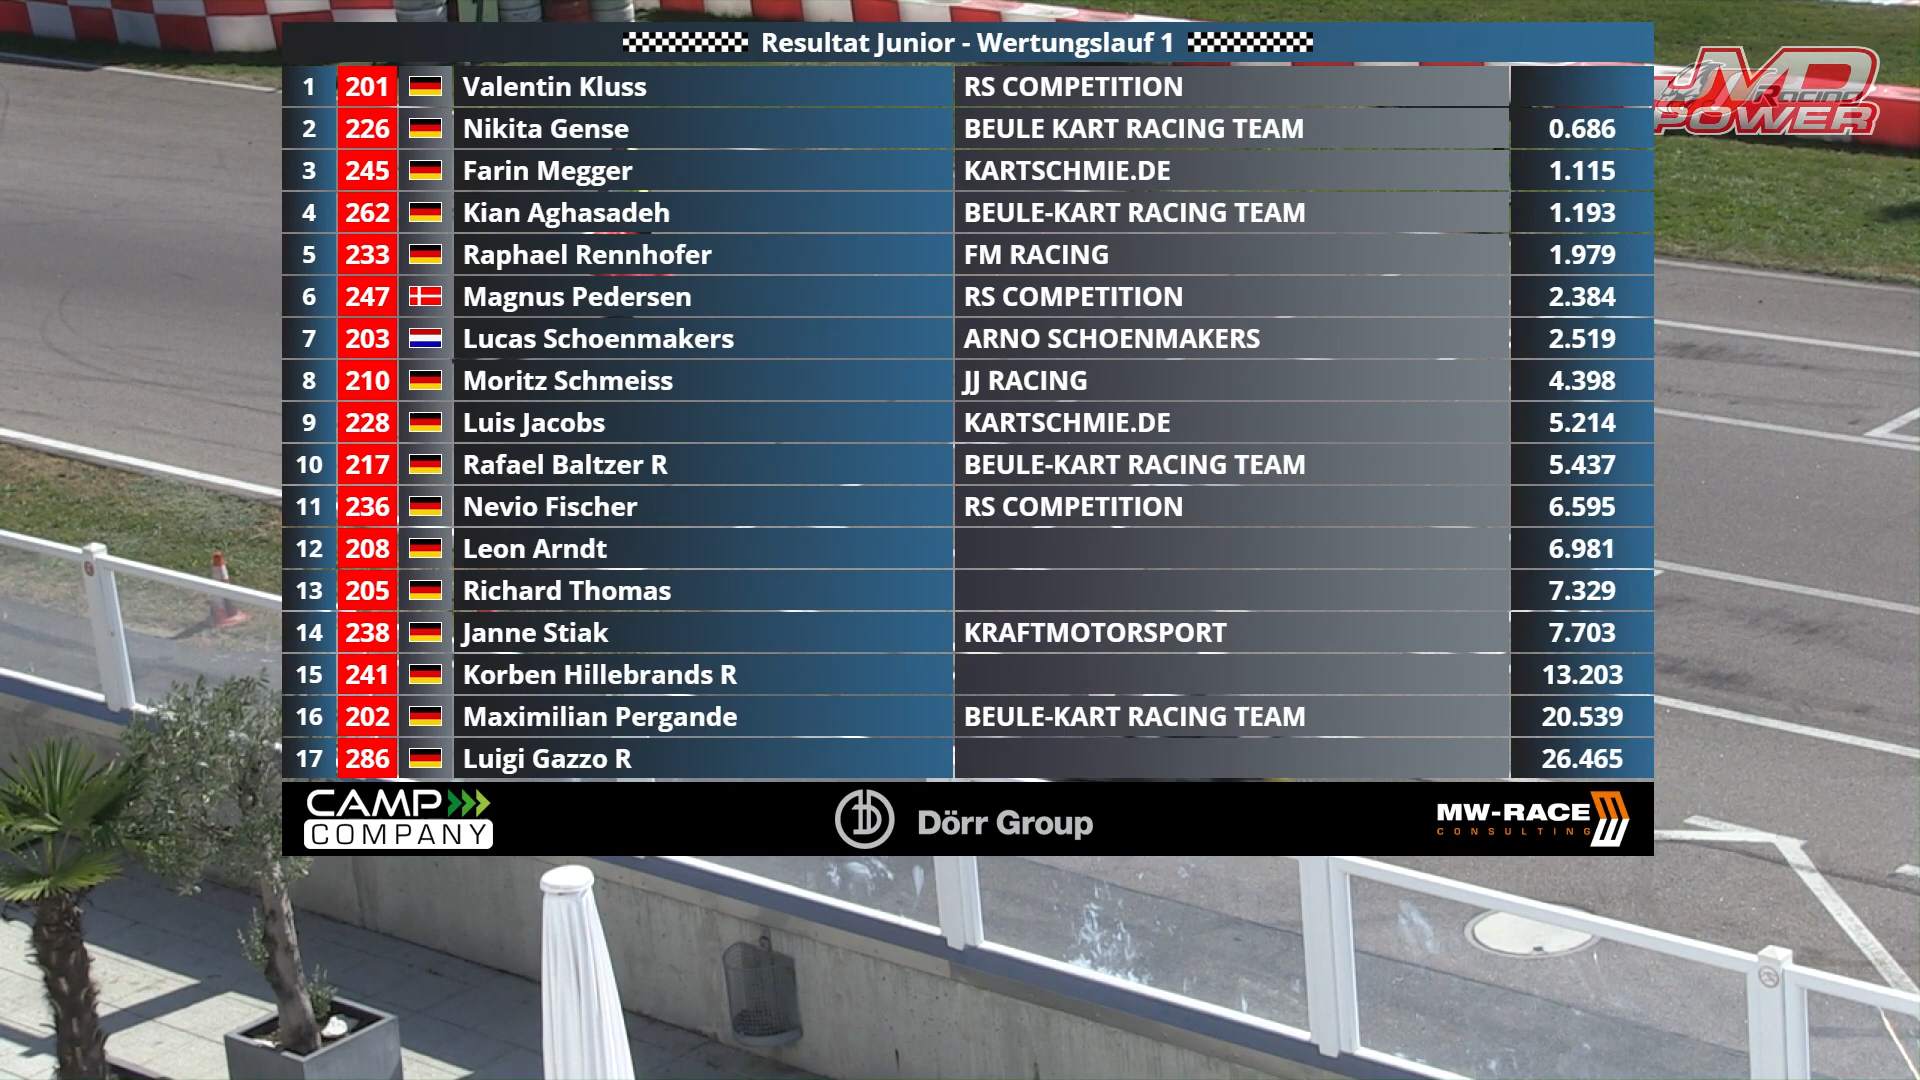 Resultat Junior - Wertungslauf 1
JMD Racing
POWER
1 201 Valentin Kluss RS COMPETITION
2 226 Nikita Gense BEULE KART RACING TEAM 0.686
3 245 Farin Megger KARTSCHMIE.DE 1.115
4 262 Kian Aghasadeh BEULE-KART RACING TEAM 1.193
5 233 Raphael Rennhofer FM RACING 1.979
6 247 Magnus Pedersen RS COMPETITION 2.384
7 203 Lucas Schoenmakers ARNO SCHOENMAKERS 2.519
8 210 Moritz Schmeiss JJ RACING 4.398
9 228 Luis Jacobs KARTSCHMIE.DE 5.214
10 217 Rafael Baltzer R BEULE-KART RACING TEAM 5.437
11 236 Nevio Fischer RS COMPETITION 6.595
12 208 Leon Arndt 6.981
13 205 Richard Thomas 7.329
14 238 Janne Stiak KRAFTMOTORSPORT 7.703
15 241 Korben Hillebrands R 13.203
16 202 Maximilian Pergande BEULE-KART RACING TEAM 20.539
17 286 Luigi Gazzo R 26.465
CAMP
COMPANY
Dörr Group
MW-RACE
CONSULTING